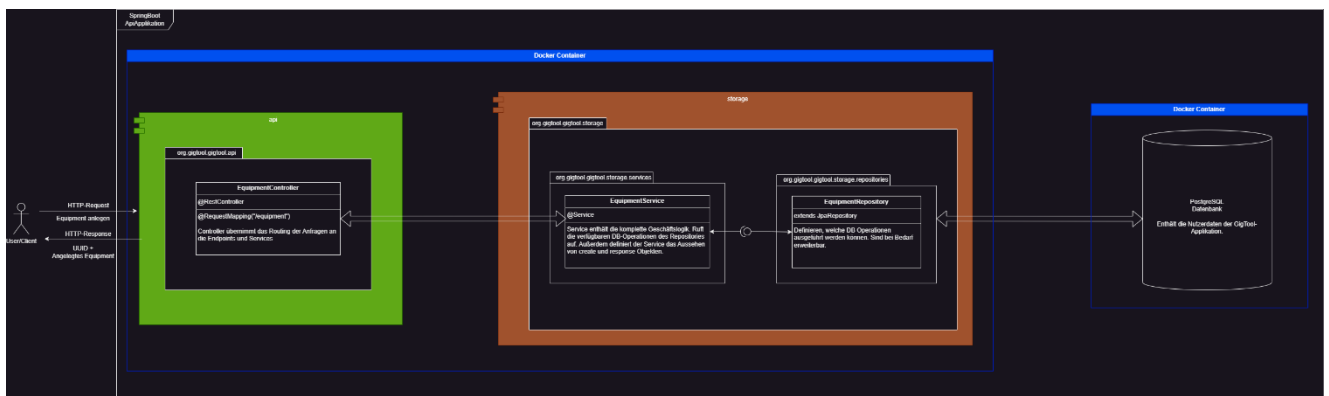 SpringBoot
ApiApplikation
Docker Container
storage
api
org.gigtool.gigtool.storage
org.gigtool.gigtool.api
org.gigtool.gigtool.storage.services
org.gigtool.gigtool.storage.repositories
EquipmentController
@RestController
@RequestMapping("/equipment")
Controller übernimmt das Routing der Anfragen an
die Endpoints und Services
EquipmentService
@Service
Service enthält die komplette Geschäftslogik. Ruft
die verfügbaren DB-Operationen des Repositories
auf. Außerdem definiert der Service das Aussehen
von create und response Objekten.
EquipmentRepository
extends JpaRepository
Definieren, welche DB Operationen
ausgeführt werden können. Sind bei Bedarf
erweiterbar.
Docker Container
PostgreSQL
Datenbank
Enthält die Nutzerdaten der GigTool-
Applikation.
HTTP-Request
Equipment anlegen
User/Client
HTTP-Response
UUID +
Angelegtes Equipment